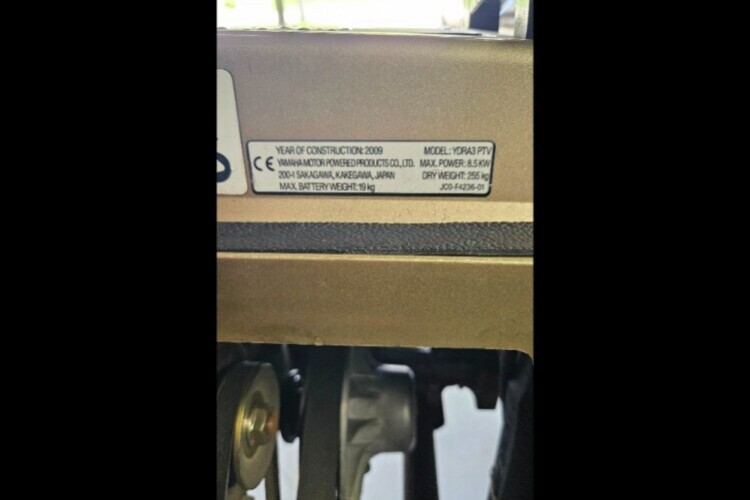 YEAR OF CONSTRUCTION: 2009 MODEL: YDRA3 PTV
CE YAMAHA MOTOR POWERED PRODUCTS CO., LTD. MAX. POWER: 8.5 KW
200-1 SAKAGAWA, KAKEGAWA, JAPAN DRY WEIGHT: 255 kg
MAX. BATTERY WEIGHT: 19 kg JC0-F4236-01